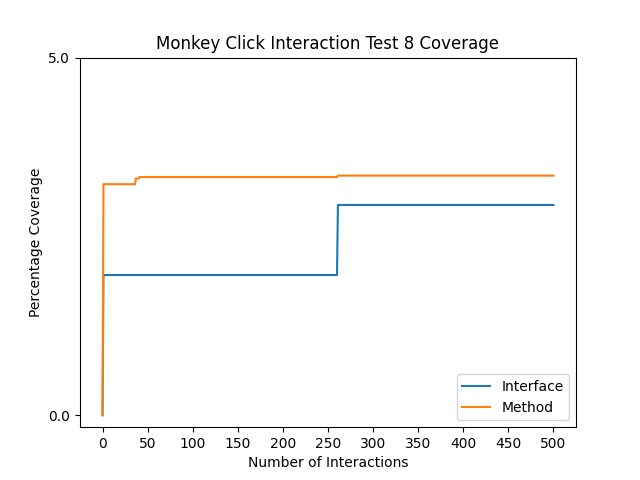 Monkey Click Interaction Test 8 Coverage
5.0
Percentage Coverage
0.0
Interface
Method
0 50 100 150 200 250 300 350 400 450 500
Number of Interactions